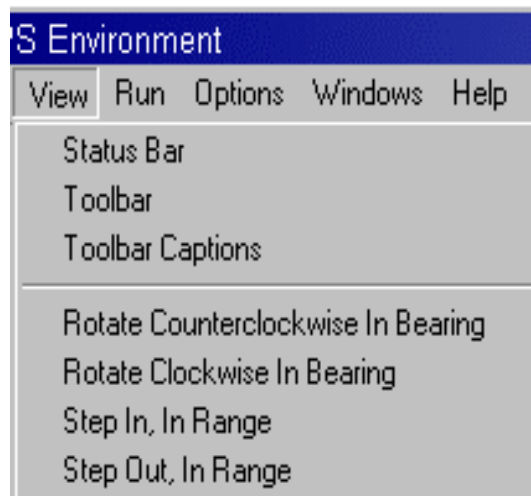 S Environment
View Run Options Windows Help
Status Bar
Toolbar
Toolbar Captions
Rotate Counterclockwise In Bearing
Rotate Clockwise In Bearing
Step In, In Range
Step Out, In Range